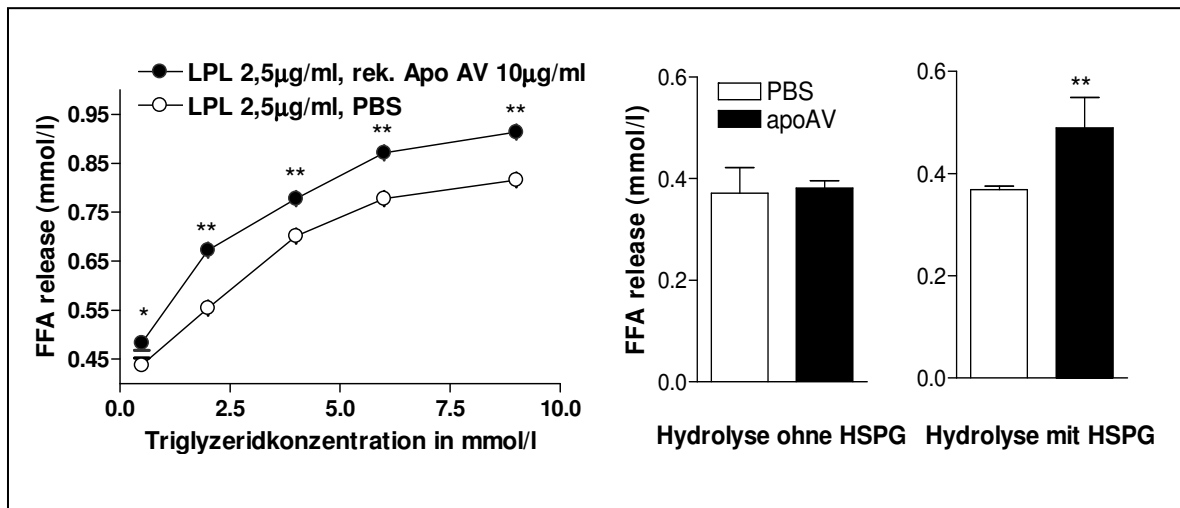 LPL 2,5µg/ml, rek. Apo AV 10µg/ml
LPL 2,5µg/ml, PBS
FFA release (mmol/l)
0.95
0.85
0.75
0.65
0.55
0.45
*
**
**
**
**
0.0
2.5
5.0
7.5
10.0
Triglyzeridkonzentration in mmol/l
FFA release (mmol/l)
0.6
0.4
0.2
0.0
PBS
apoAV
Hydrolyse ohne HSPG
0.6
0.4
0.2
0.0
**
Hydrolyse mit HSPG